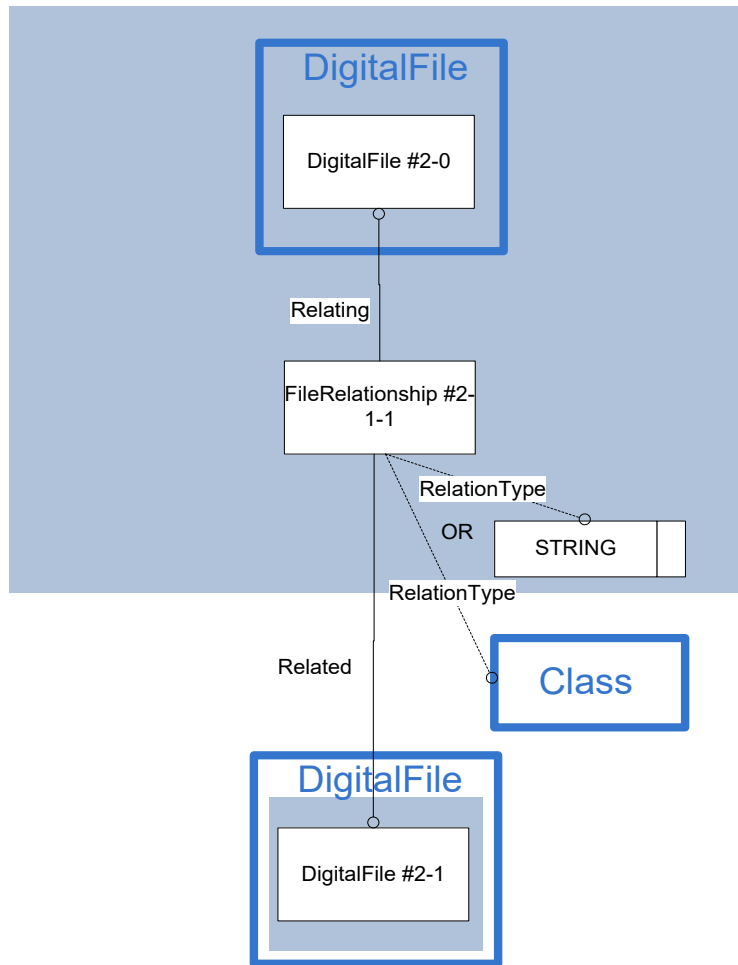 DigitalFile
DigitalFile #2-0
Relating
FileRelationship #2-
1-1
RelationType
OR
STRING
RelationType
Related
Class
DigitalFile
DigitalFile #2-1